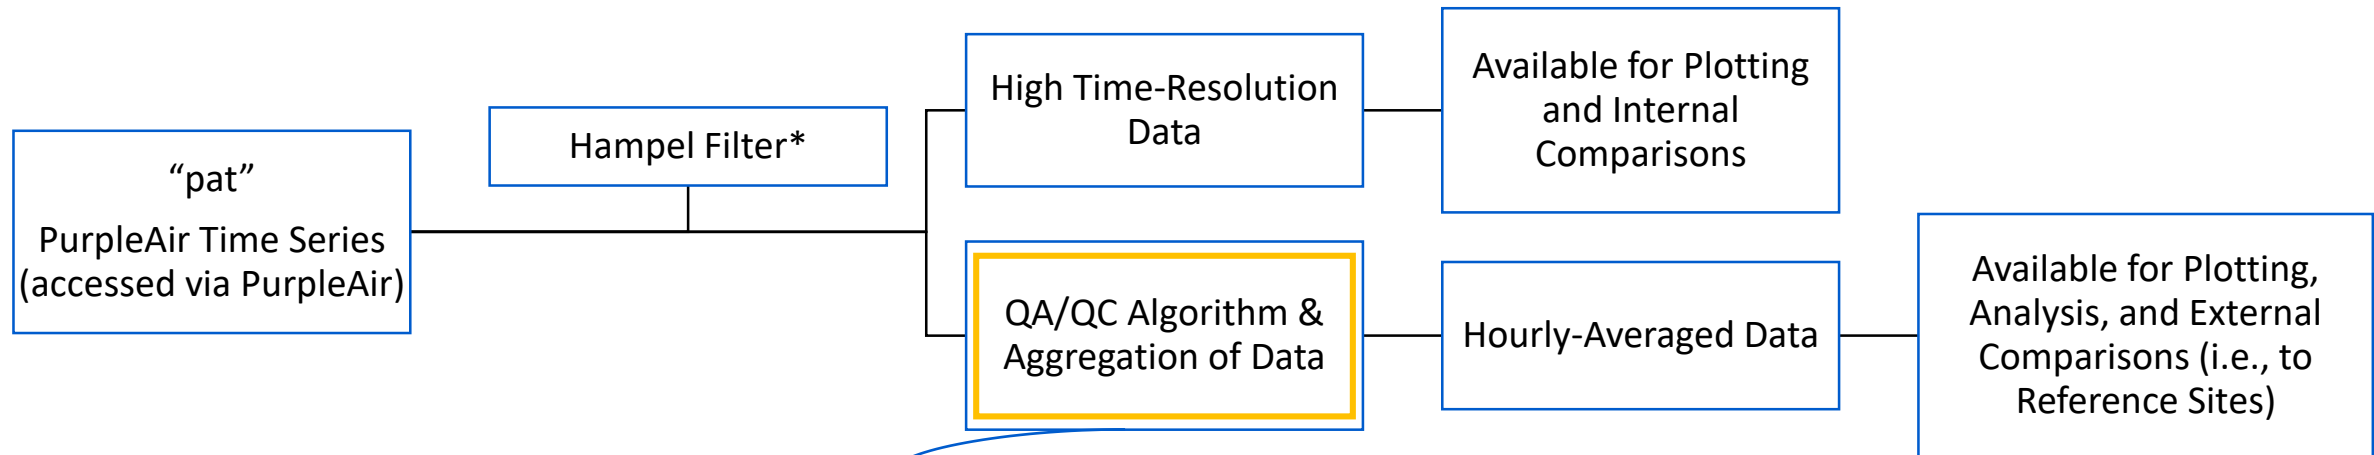 “pat”
PurpleAir Time Series
(accessed via PurpleAir)
Hampel Filter*
High Time-Resolution
Data
Available for Plotting
and Internal
Comparisons
QA/QC Algorithm &
Aggregation of Data
Hourly-Averaged Data
Available for Plotting,
Analysis, and External
Comparisons (i.e., to
Reference Sites)